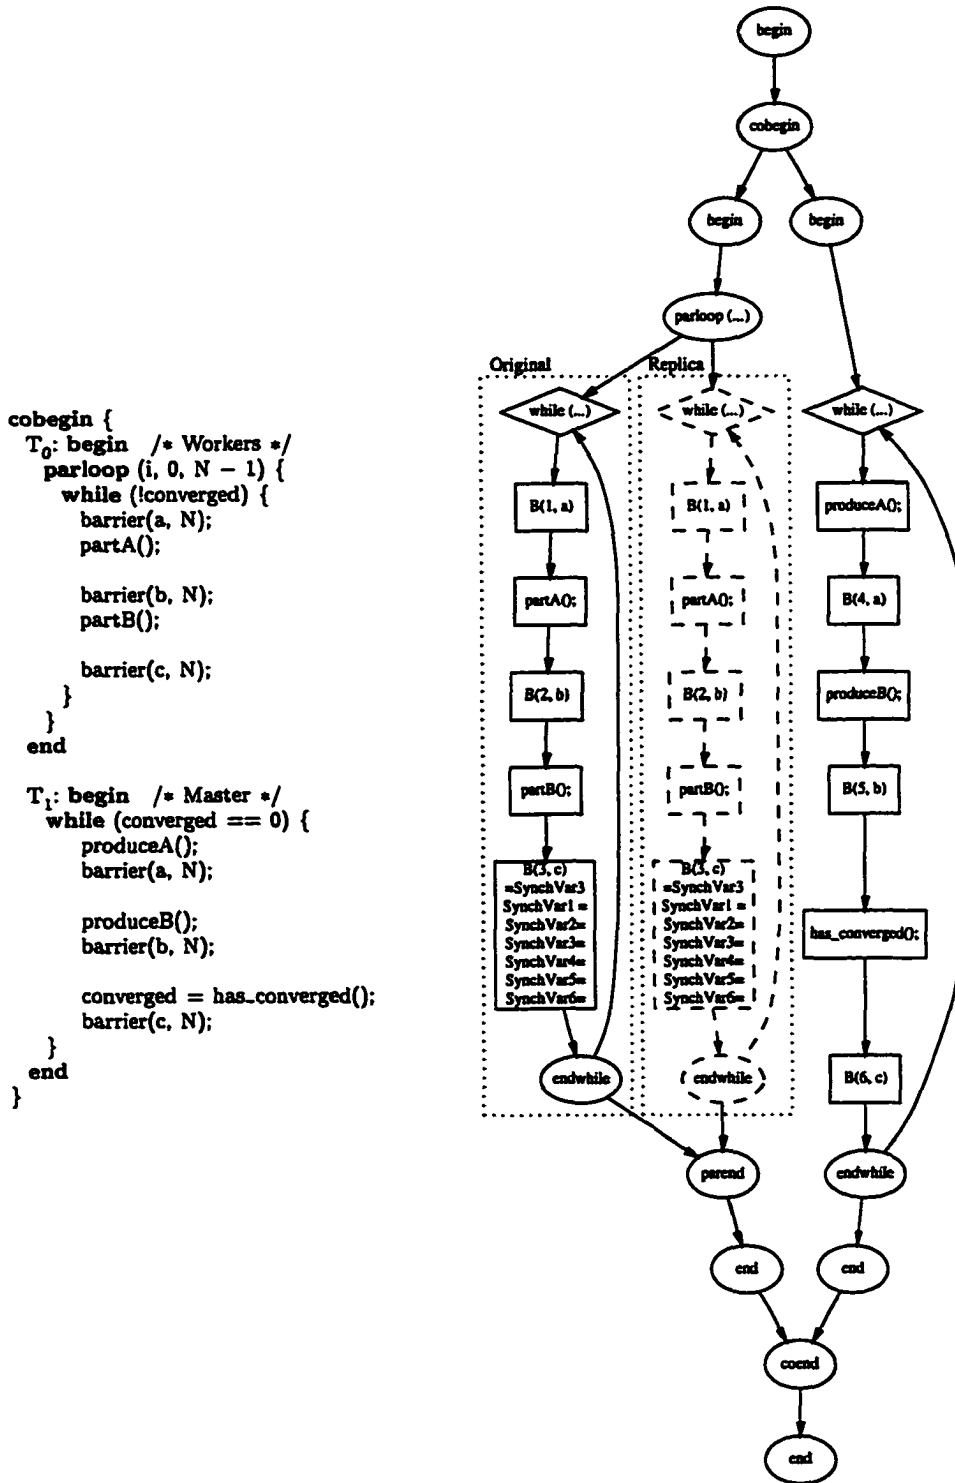 cobegin {
T0: begin /* Workers */
parloop (i, 0, N − 1) {
while (!converged) {
barrier(a, N);
partA();
barrier(b, N);
partB();
barrier(c, N);
}
}
end
T1: begin /* Master */
while (converged == 0) {
produceA();
barrier(a, N);
produceB();
barrier(b, N);
converged = has_converged();
barrier(c, N);
}
end
}
begin
cobegin
begin
begin
parloop (...)
Original
Replica
while (...)
while (...)
while (...)
B(1, a)
B(1, a)
produceA();
partA();
partA();
B(4, a)
B(2, b)
B(2, b)
produceB();
partB();
partB();
B(5, b)
B(3, c)
=SynchVar3
SynchVar1 =
SynchVar2=
SynchVar3=
SynchVar4=
SynchVar5=
SynchVar6=
B(3, c)
=SynchVar3
SynchVar1 =
SynchVar2=
SynchVar3=
SynchVar4=
SynchVar5=
SynchVar6=
has_converged();
endwhile
endwhile
B(6, c)
parend
endwhile
end
end
coend
end